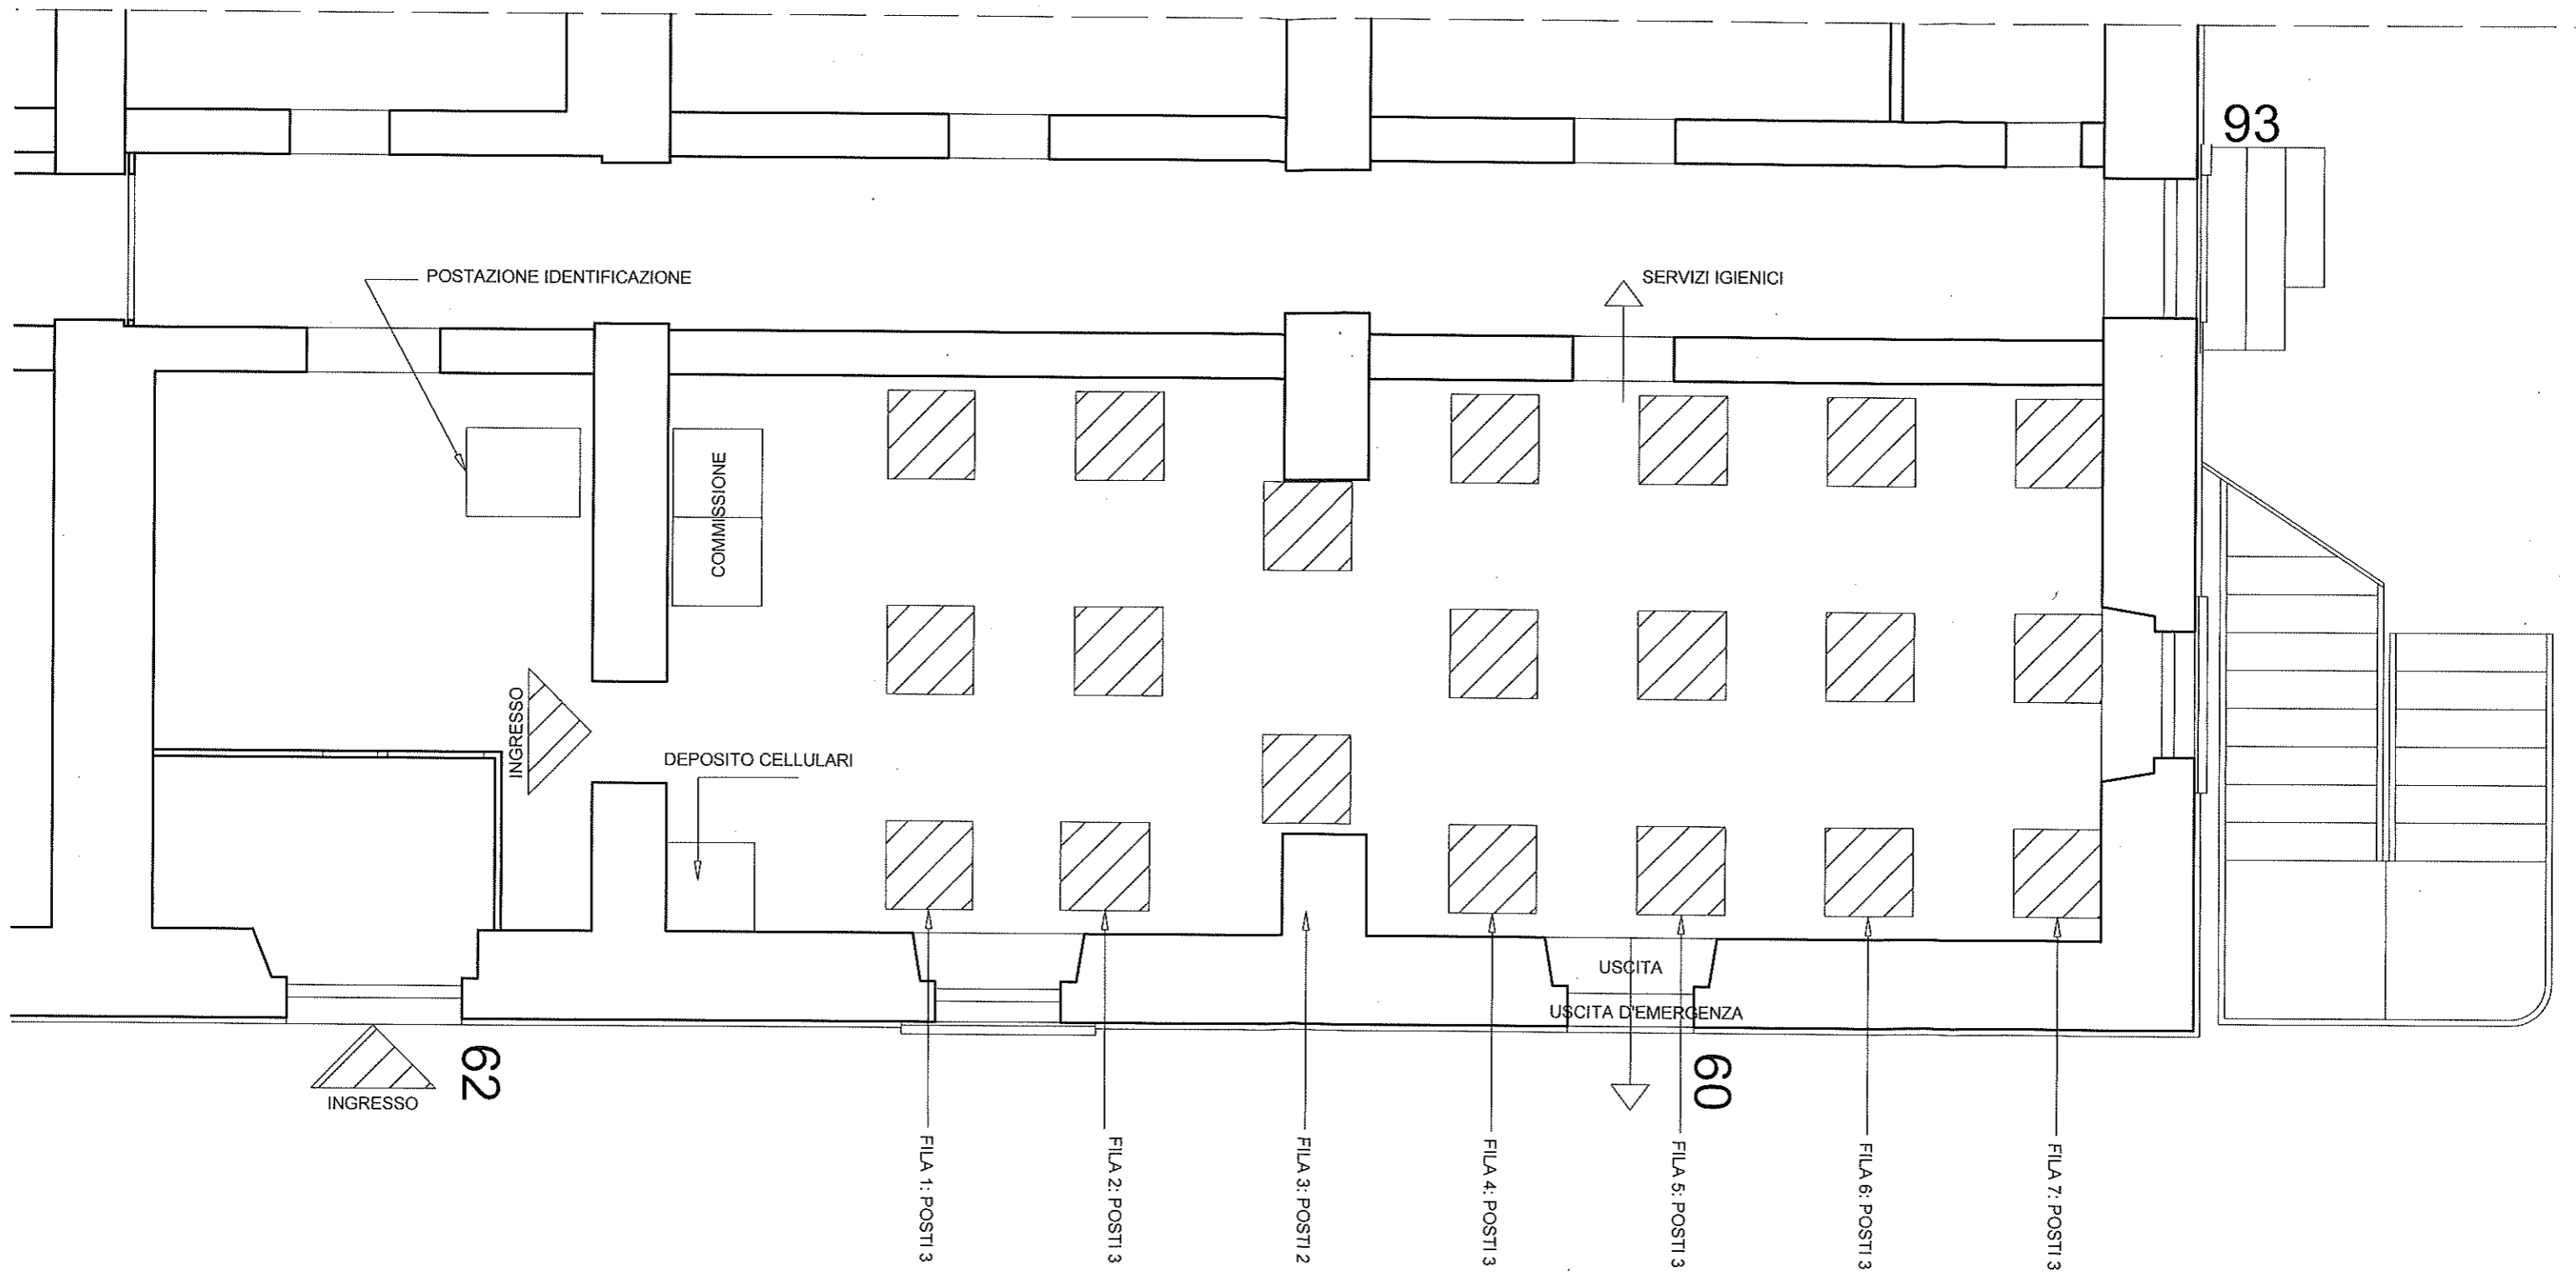 93
POSTAZIONE IDENTIFICAZIONE
SERVIZI IGIENICI
COMMISSIONE
INGRESSO
DEPOSITO CELLULARI
USCITA
USCITA D'EMERGENZA
62
60
INGRESSO
FILA 1: POSTI 3
FILA 2: POSTI 3
FILA 3: POSTI 2
FILA 4: POSTI 3
FILA 5: POSTI 3
FILA 6: POSTI 3
FILA 7: POSTI 3